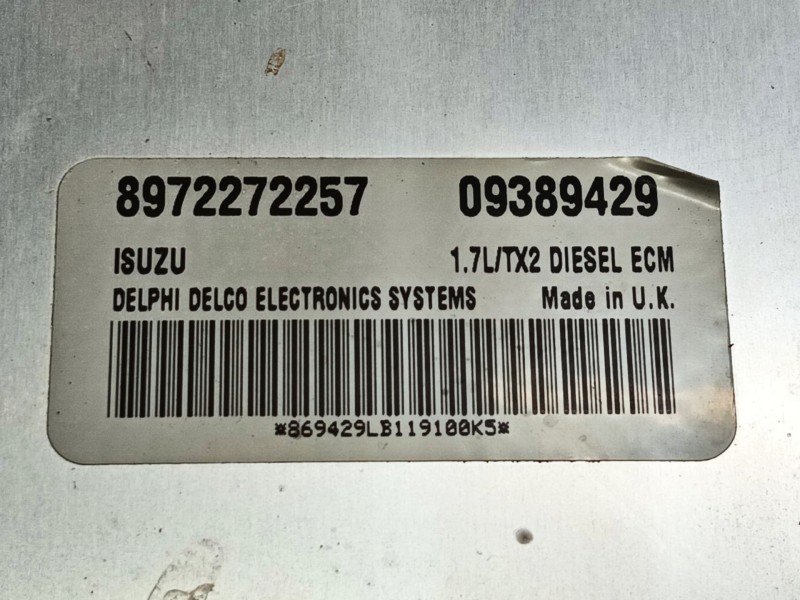 8972272257 09389429
ISUZU 1.7L/TX2 DIESEL ECM
DELPHI DELCO ELECTRONICS SYSTEMS Made in U.K.
*869429LB119100K5*